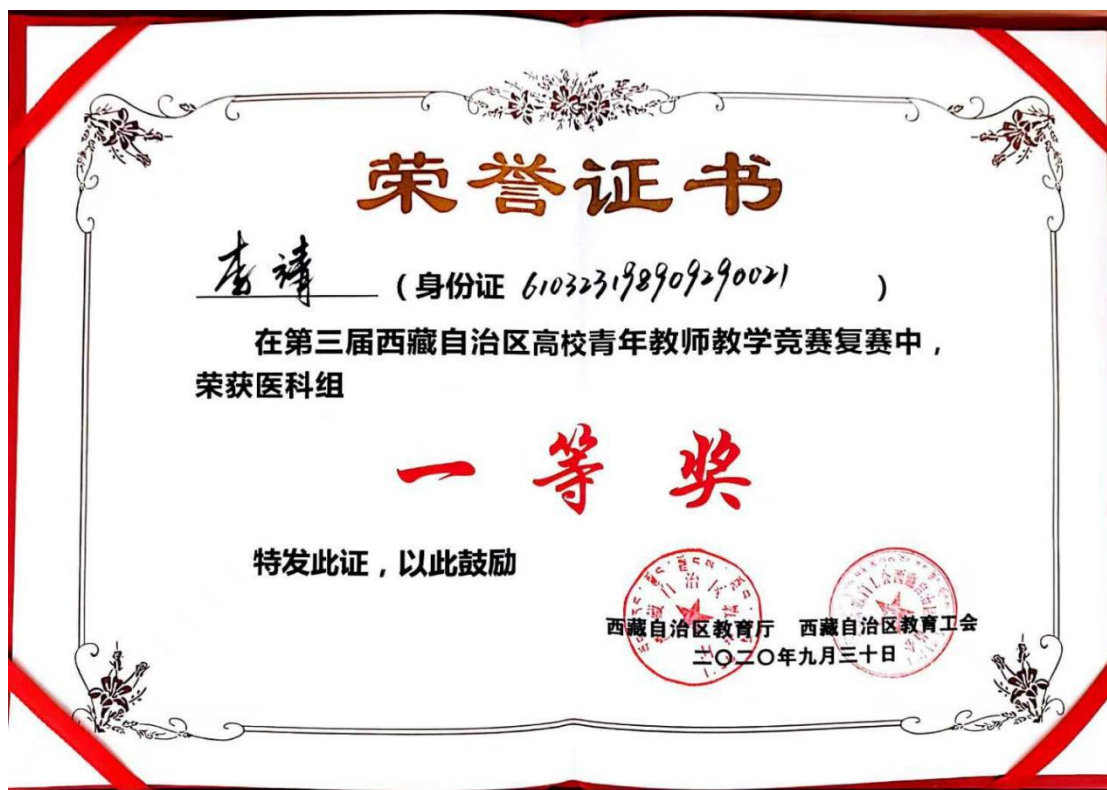 荣誉证书
李靖 （身份证 610323198909290021 ）
在第三届西藏自治区高校青年教师教学竞赛复赛中，
荣获医科组
一等奖
特发此证，以此鼓励
西藏自治区教育厅 西藏自治区教育工会
二〇二〇年九月三十日